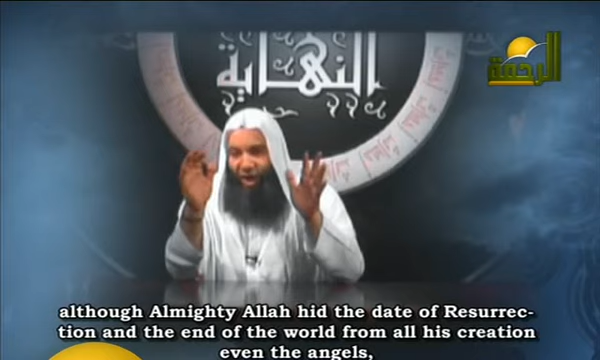 النهاية
الرحمة
although Almighty Allah hid the date of Resurrec-
tion and the end of the world from all his creation
even the angels,